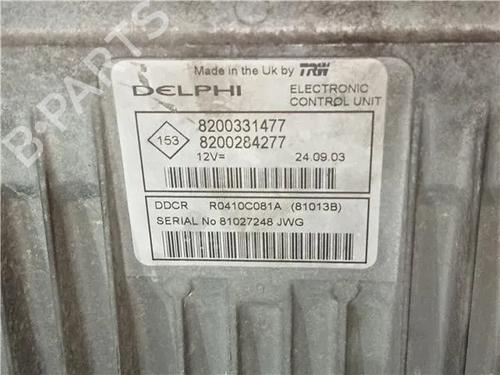 Made in the Uk by TRW
DELPHI
ELECTRONIC
CONTROL UNIT
153
8200331477
8200284277
12V=
24.09.03
DDCR R0410C081A (81013B)
SERIAL No 81027248 JWG
B-PARTS